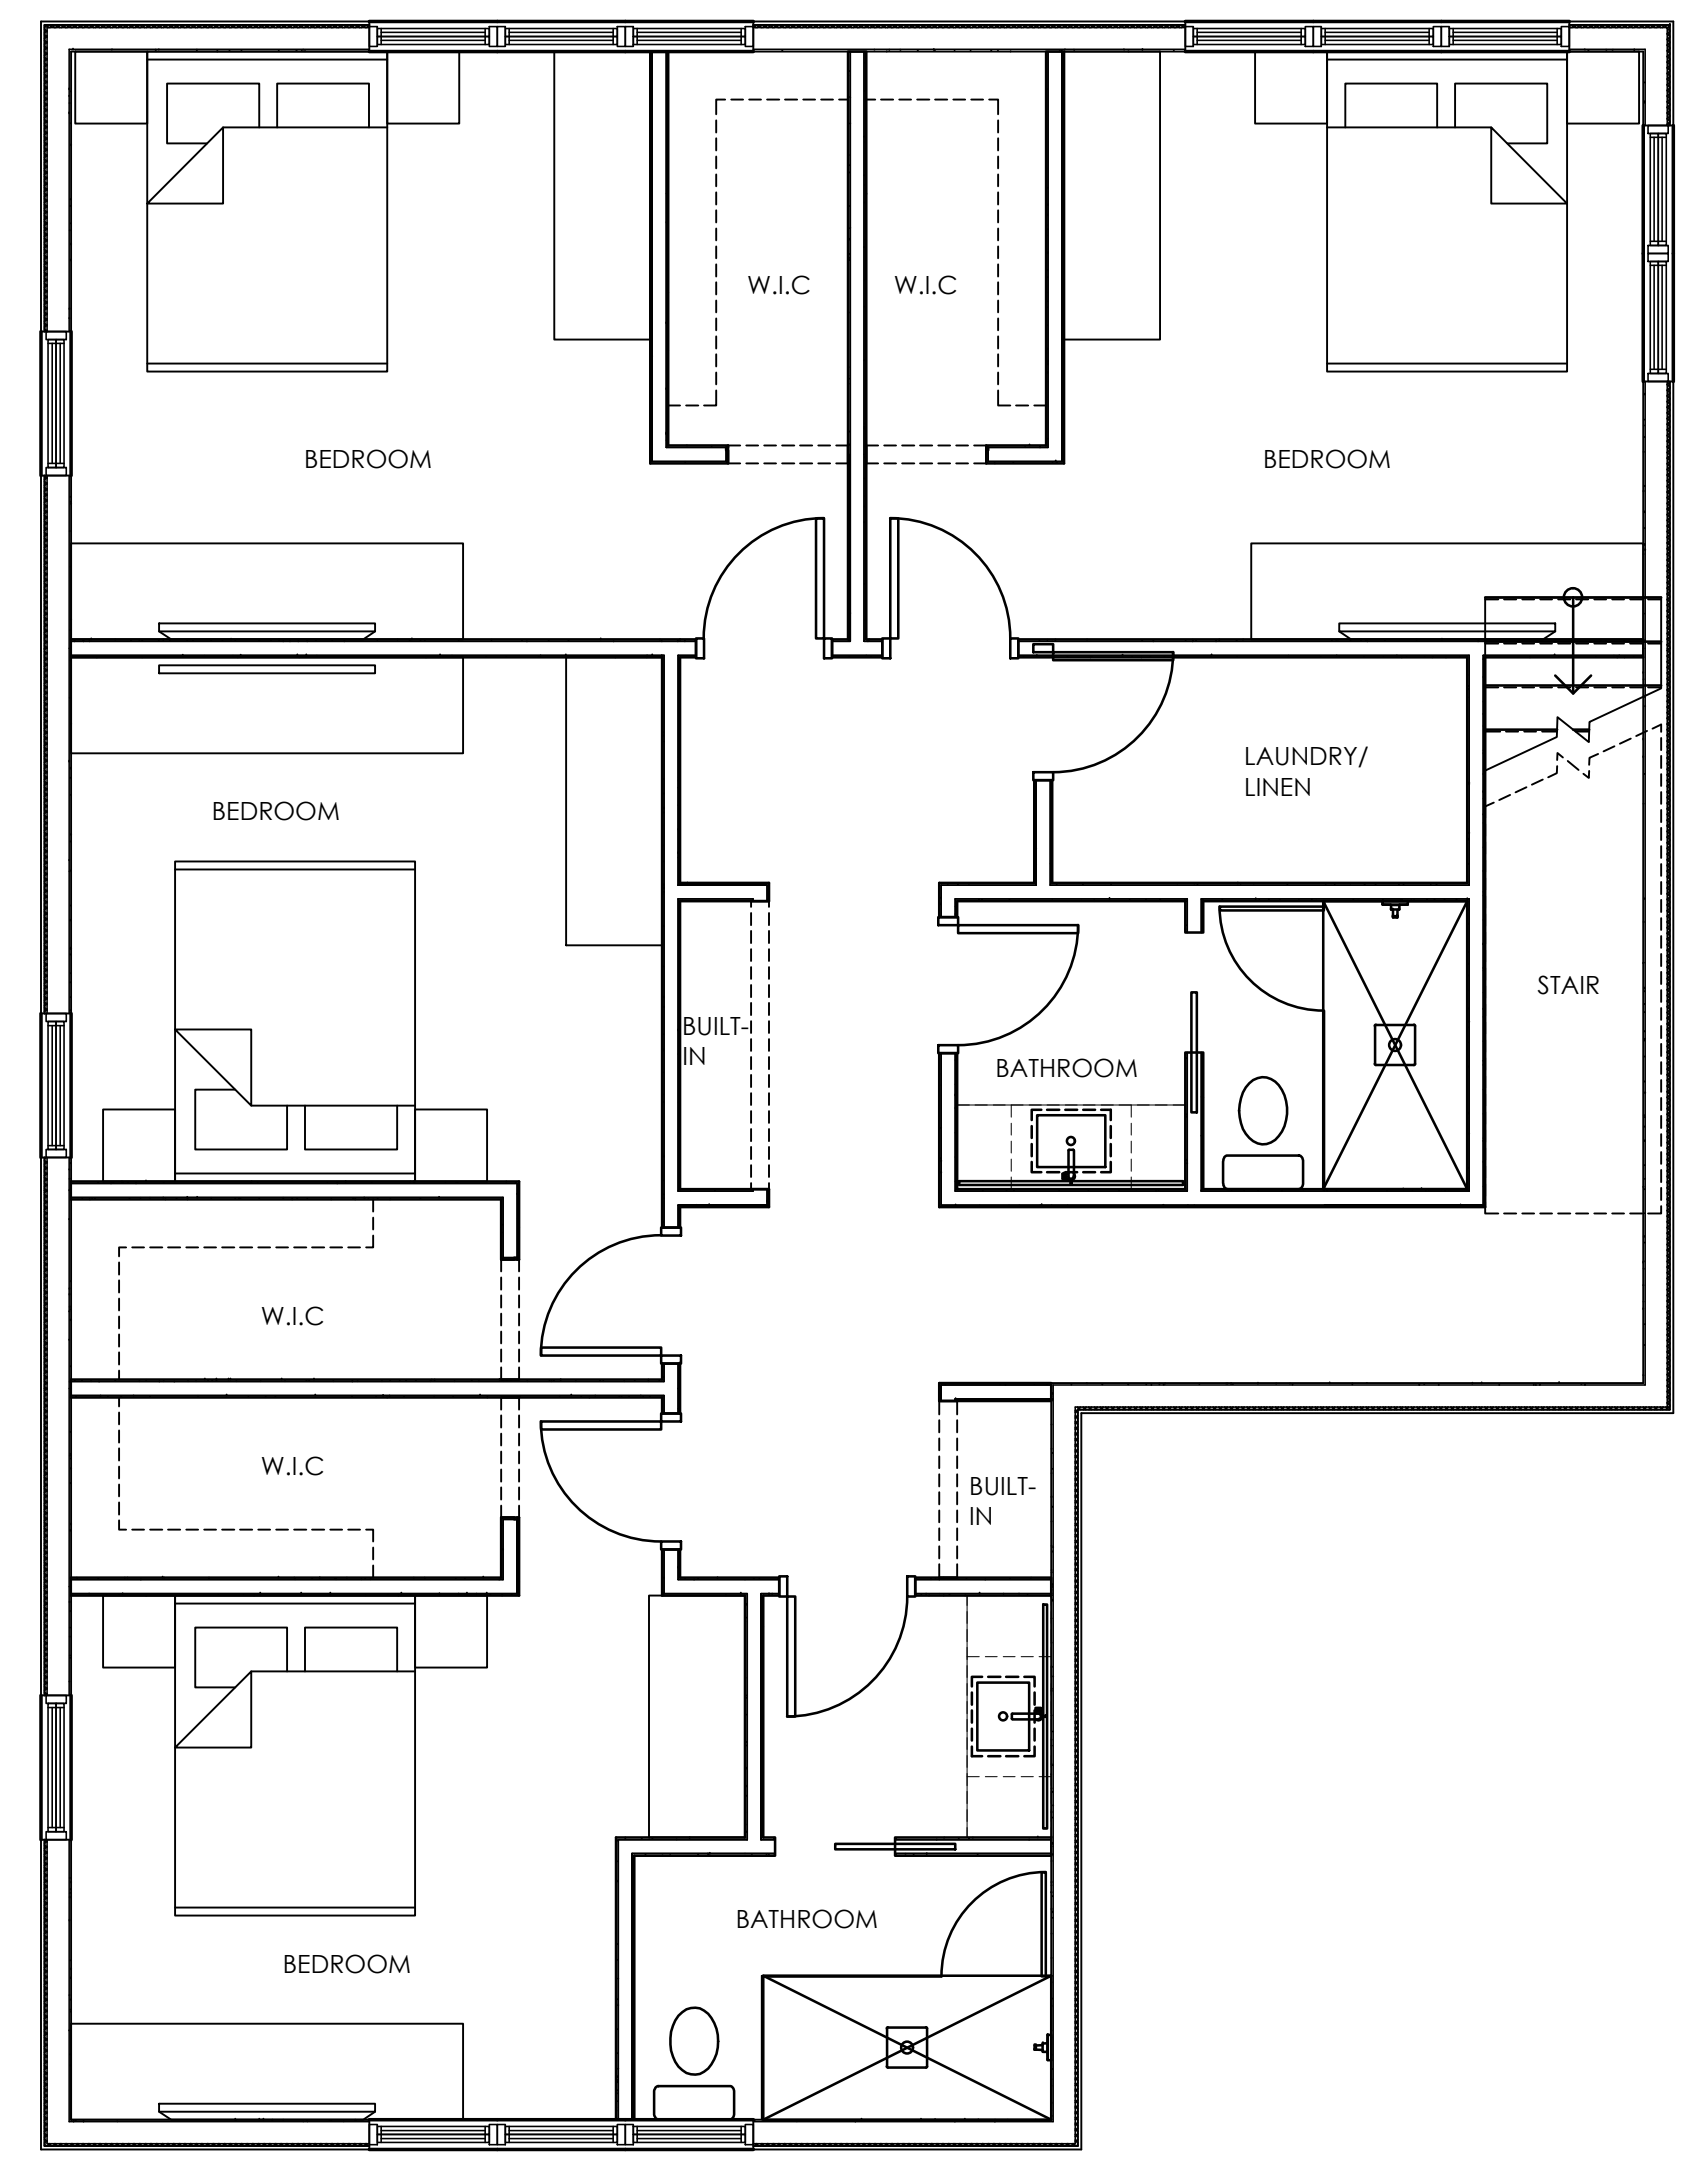 W.I.C
W.I.C
BEDROOM
BEDROOM
LAUNDRY/
LINEN
BEDROOM
STAIR
BUILT-
IN
BATHROOM
W.I.C
W.I.C
BUILT-
IN
BATHROOM
BEDROOM